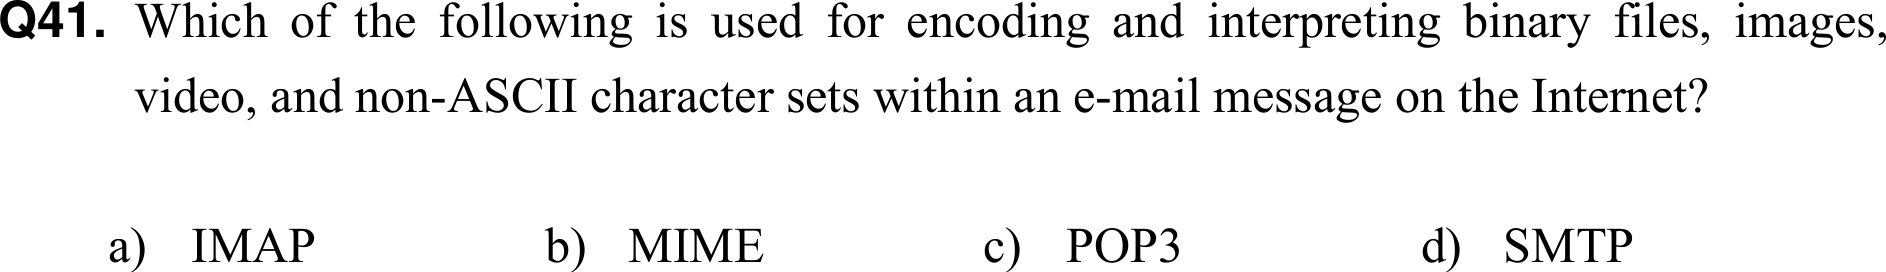 Q41. Which of the following is used for encoding and interpreting binary files, images,
video, and non-ASCII character sets within an e-mail message on the Internet?
a) IMAP b) MIME c) POP3 d) SMTP